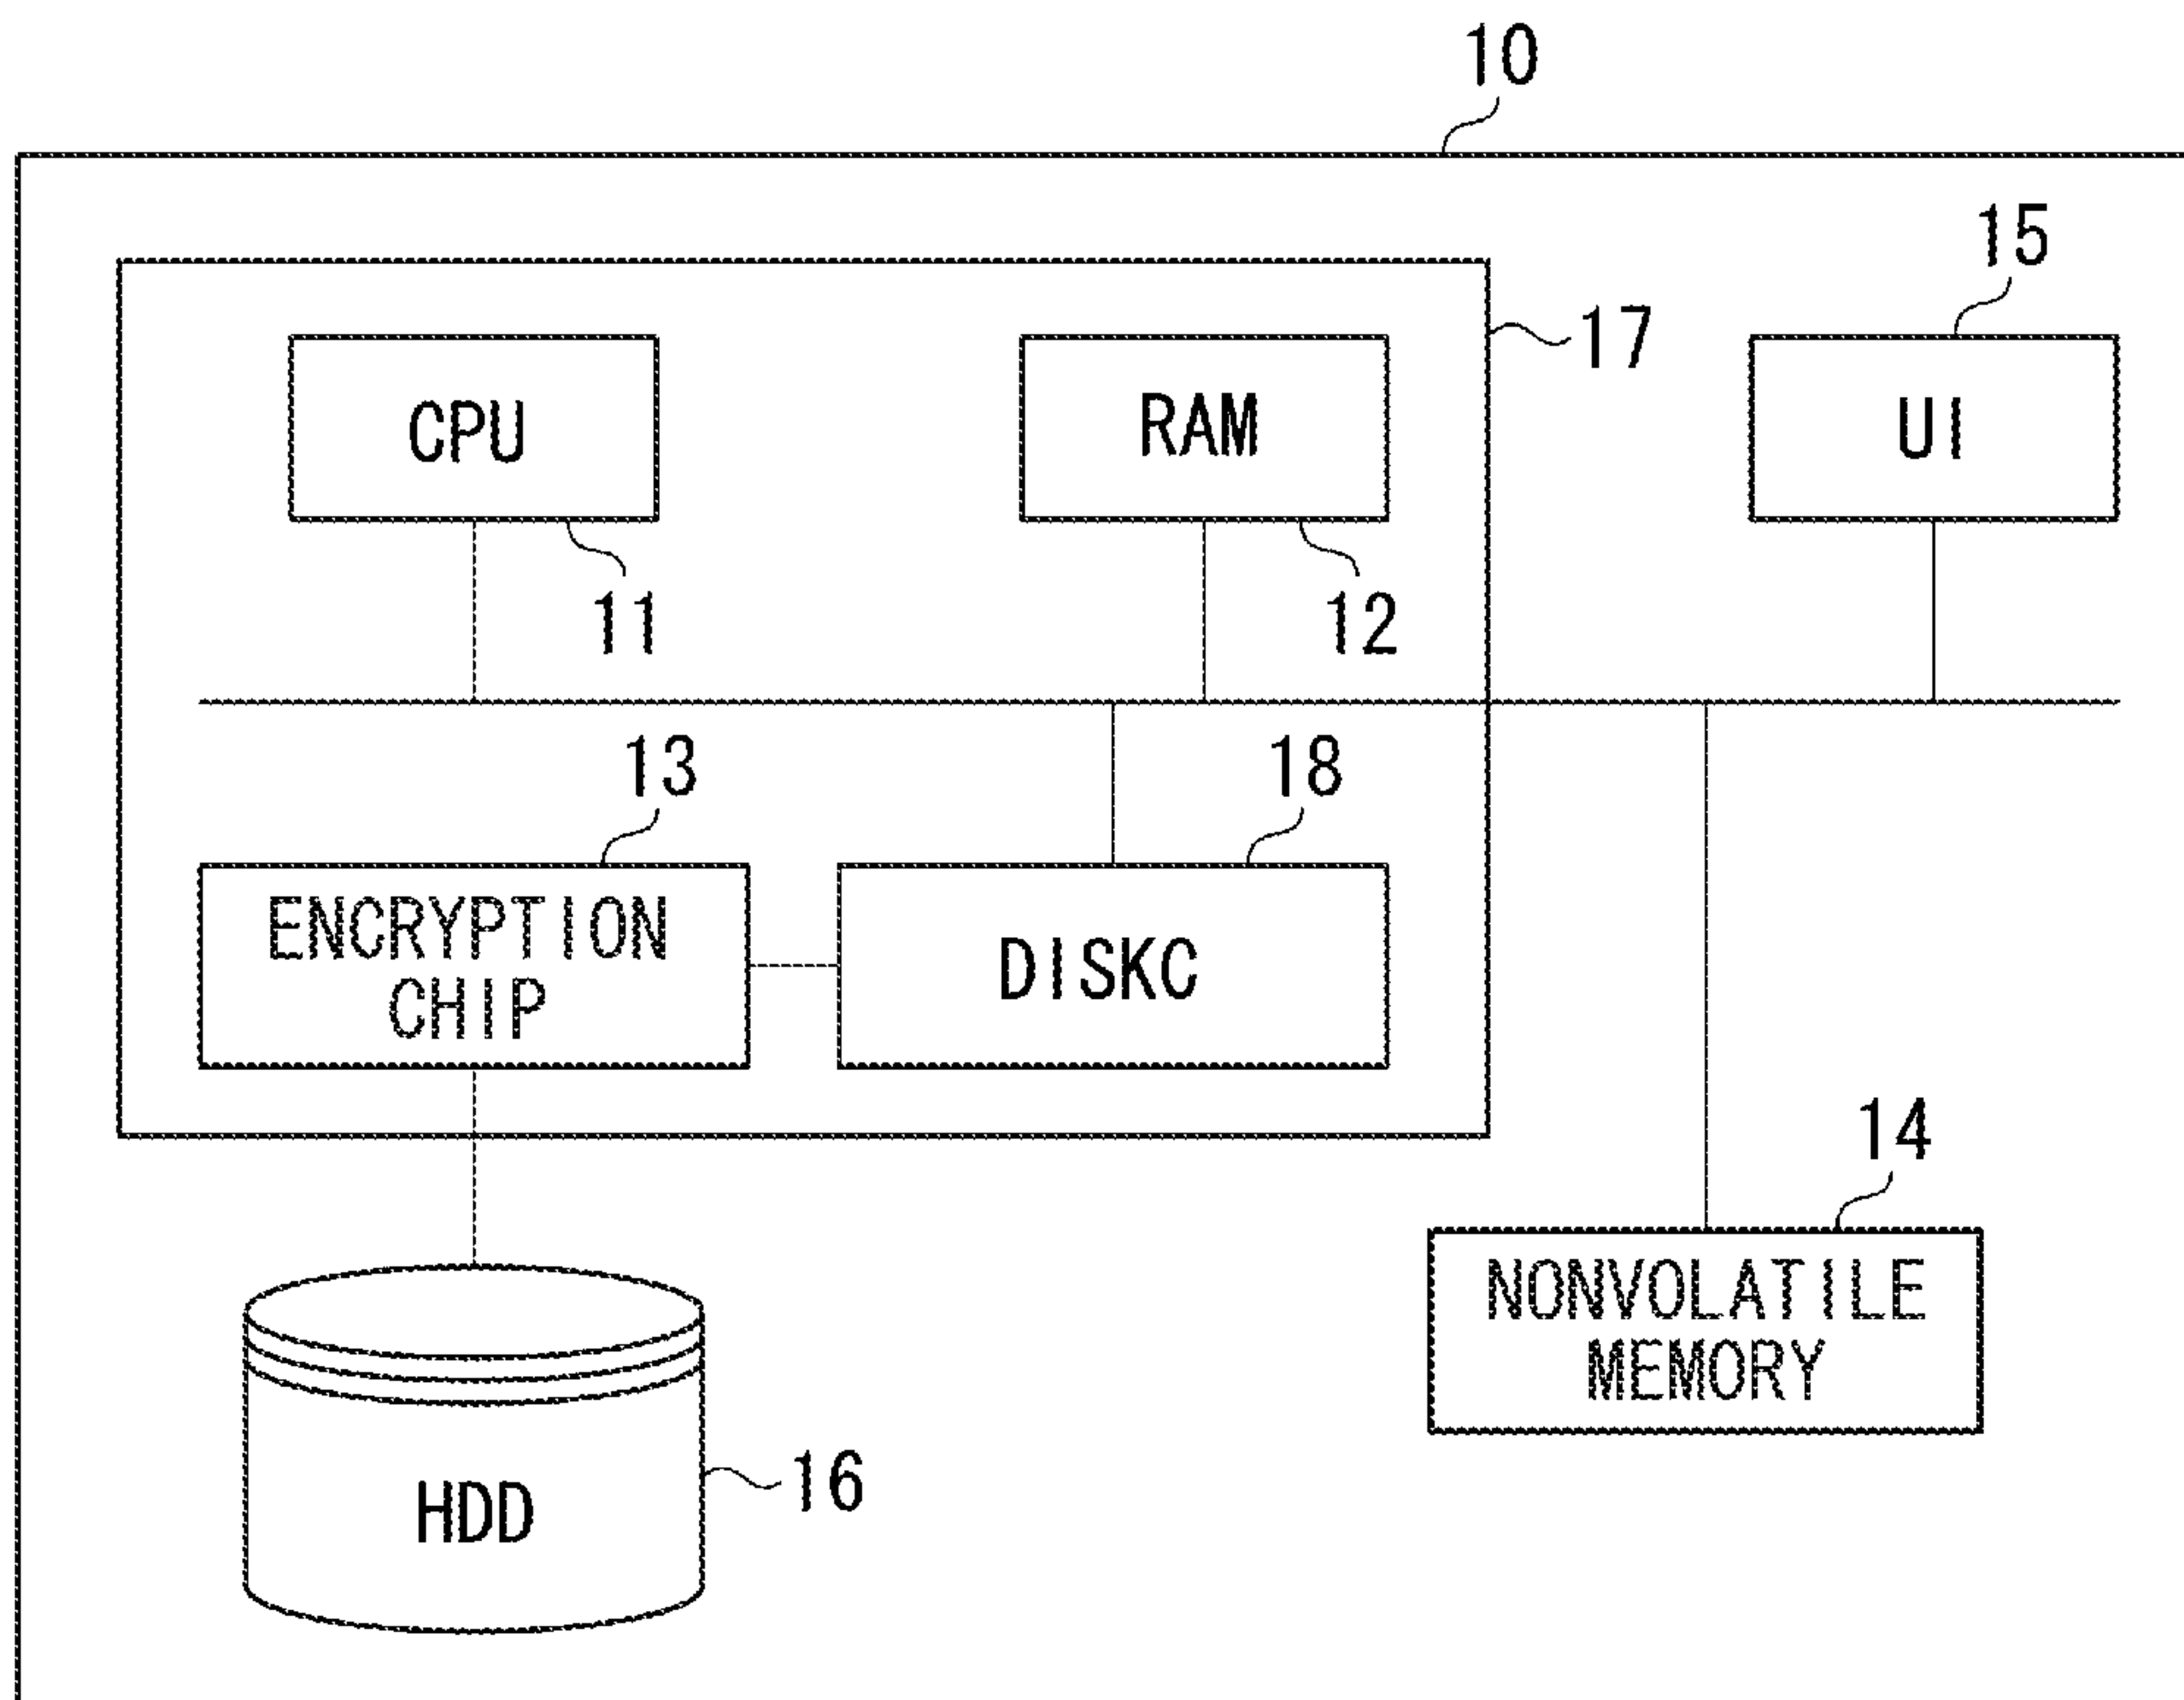 10
15
17
CPU
RAM
UI
11
12
13
18
ENCRYPTION
CHIP
DISKC
14
NONVOLATILE
MEMORY
16
HDD